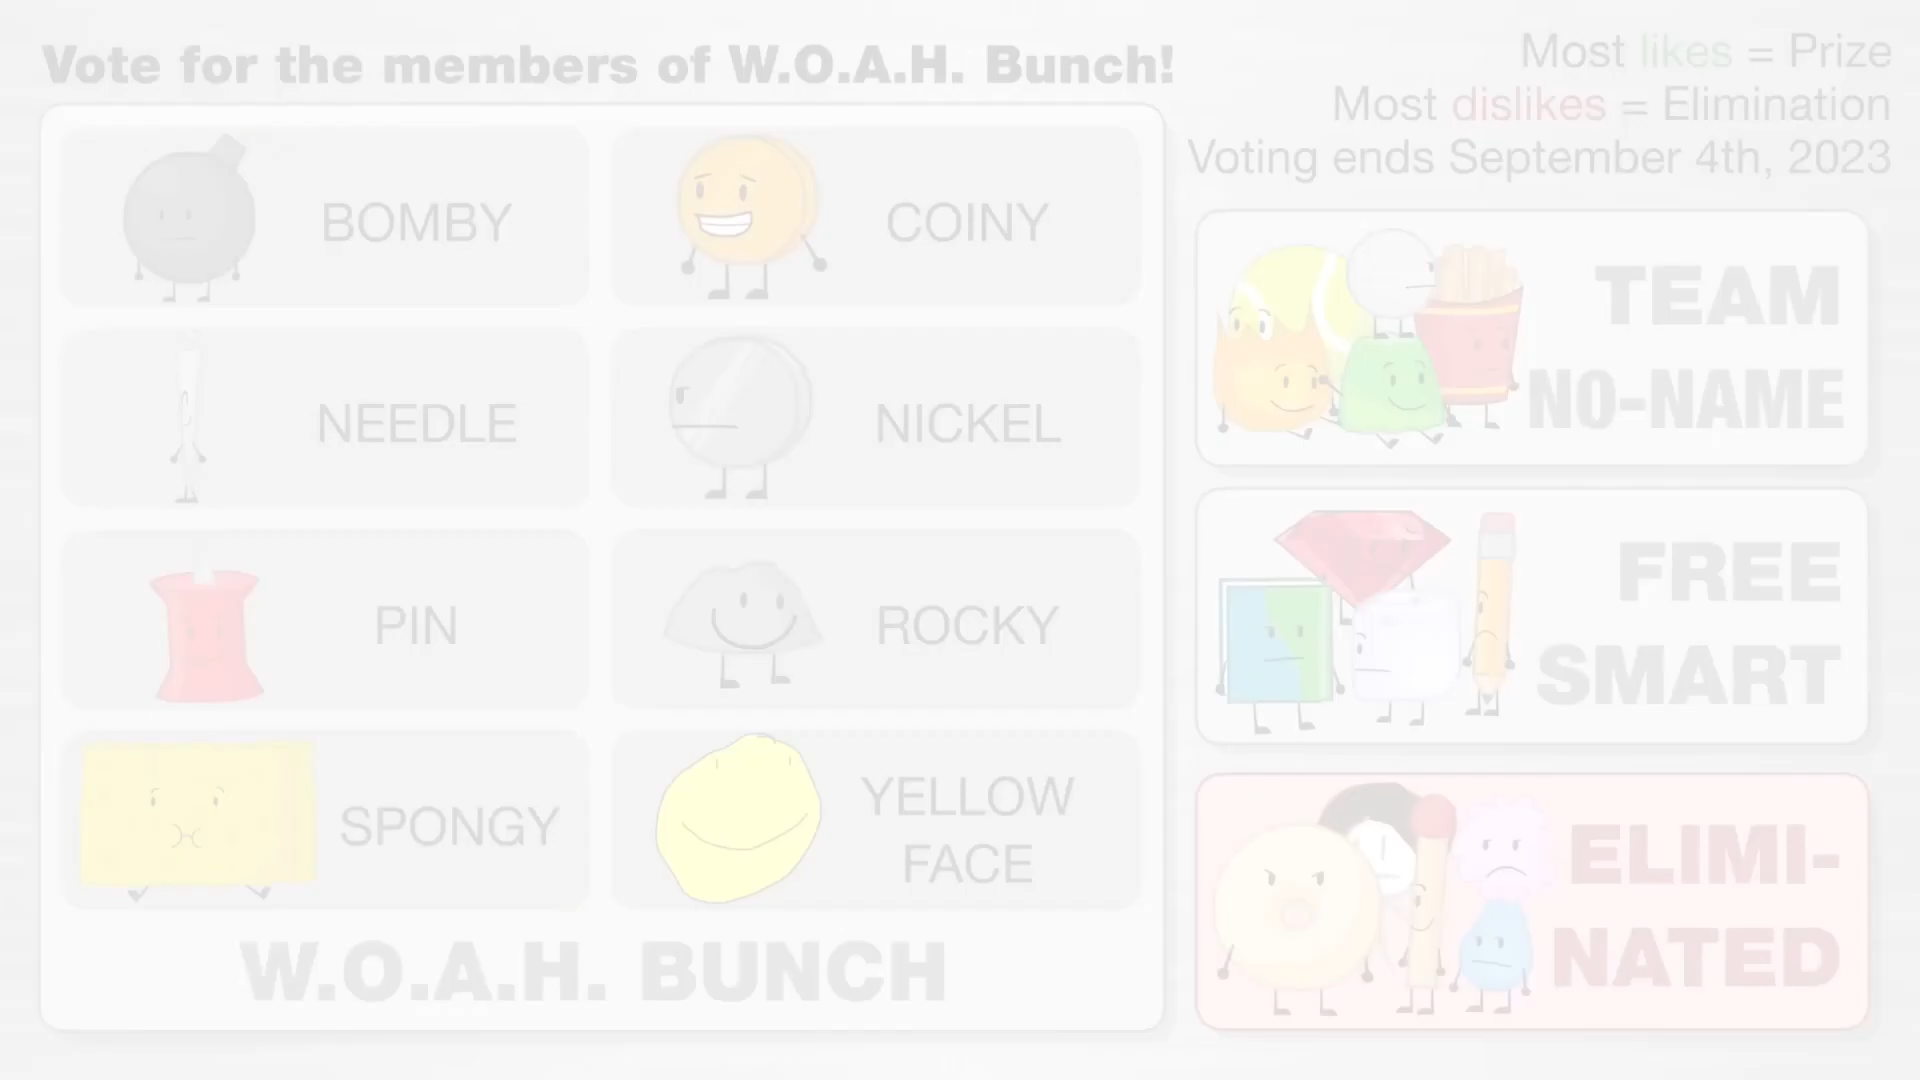 Vote for the members of W.O.A.H. Bunch!
Most likes = Prize
Most dislikes = Elimination
Voting ends September 4th, 2023
BOMBY
COINY
NEEDLE
NICKEL
PIN
ROCKY
SPONGY
YELLOW
FACE
W.O.A.H. BUNCH
TEAM
NO-NAME
FREE
SMART
ELIMI-
NATED